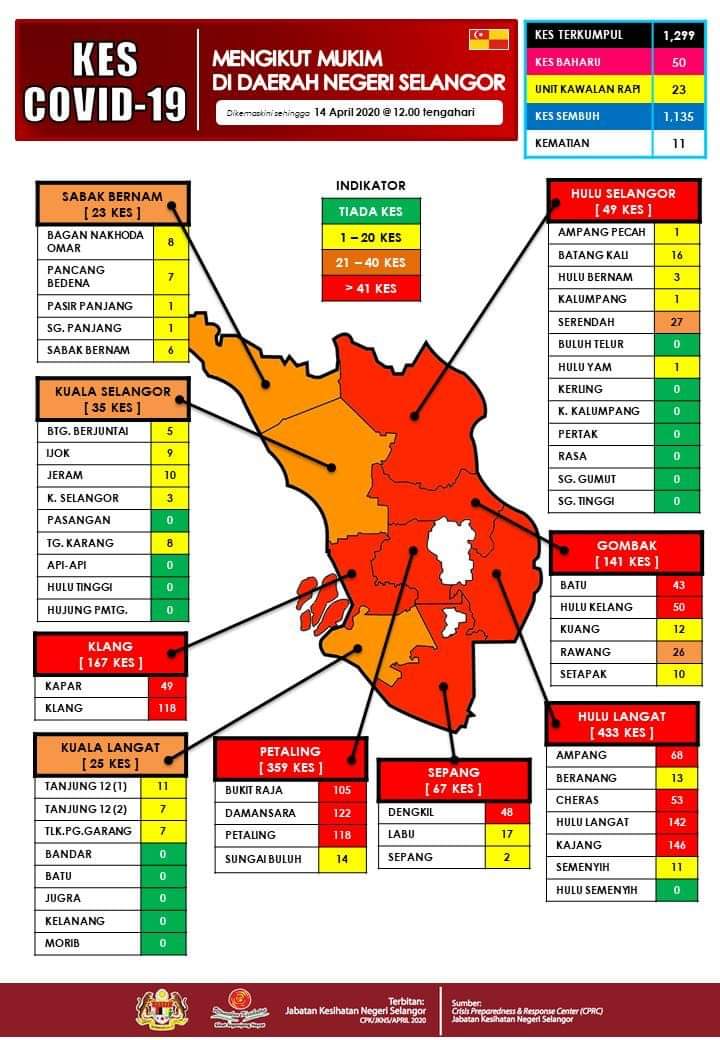 KES
COVID-19
MENGIKUT MUKIM
DI DAERAH NEGERI SELANGOR
Dikemaskini sehingga 14 April 2020 @ 12.00 tengahari
KES TERKUMPUL 1,299
KES BAHARU 50
UNIT KAWALAN RAPI 23
KES SEMBUH 1,135
KEMATIAN 11
INDIKATOR
TIADA KES
1 – 20 KES
21 – 40 KES
> 41 KES
SABAK BERNAM
[ 23 KES ]
BAGAN NAKHODA
OMAR 8
PANCANG
BEDENA 7
PASIR PANJANG 1
SG. PANJANG 1
SABAK BERNAM 6
KUALA SELANGOR
[ 35 KES ]
BTG. BERJUNTAI 5
IJOK 9
JERAM 10
K. SELANGOR 3
PASANGAN 0
TG. KARANG 8
API-API 0
HULU TINGGI 0
HUJUNG PMTG. 0
KLANG
[ 167 KES ]
KAPAR 49
KLANG 118
KUALA LANGAT
[ 25 KES ]
TANJUNG 12 (1) 11
TANJUNG 12 (2) 7
TLK.PG.GARANG 7
BANDAR 0
BATU 0
JUGRA 0
KELANANG 0
MORIB 0
PETALING
[ 359 KES ]
BUKIT RAJA 105
DAMANSARA 122
PETALING 118
SUNGAI BULUH 14
SEPANG
[ 67 KES ]
DENGKIL 48
LABU 17
SEPANG 2
HULU SELANGOR
[ 49 KES ]
AMPANG PECAH 1
BATANG KALI 16
HULU BERNAM 3
KALUMPANG 1
SERENDAH 27
BULUH TELUR 0
HULU YAM 1
KERLING 0
K. KALUMPANG 0
PERTAK 0
RASA 0
SG. GUMUT 0
SG. TINGGI 0
GOMBAK
[ 141 KES ]
BATU 43
HULU KELANG 50
KUANG 12
RAWANG 26
SETAPAK 10
HULU LANGAT
[ 433 KES ]
AMPANG 68
BERANANG 13
CHERAS 53
HULU LANGAT 142
KAJANG 146
SEMENYIH 11
HULU SEMENYIH 0
Terbitan:
Jabatan Kesihatan Negeri Selangor
CPK/JKNS/APRIL 2020
Sumber:
Crisis Preparedness & Response Center (CPRC)
Jabatan Kesihatan Negeri Selangor